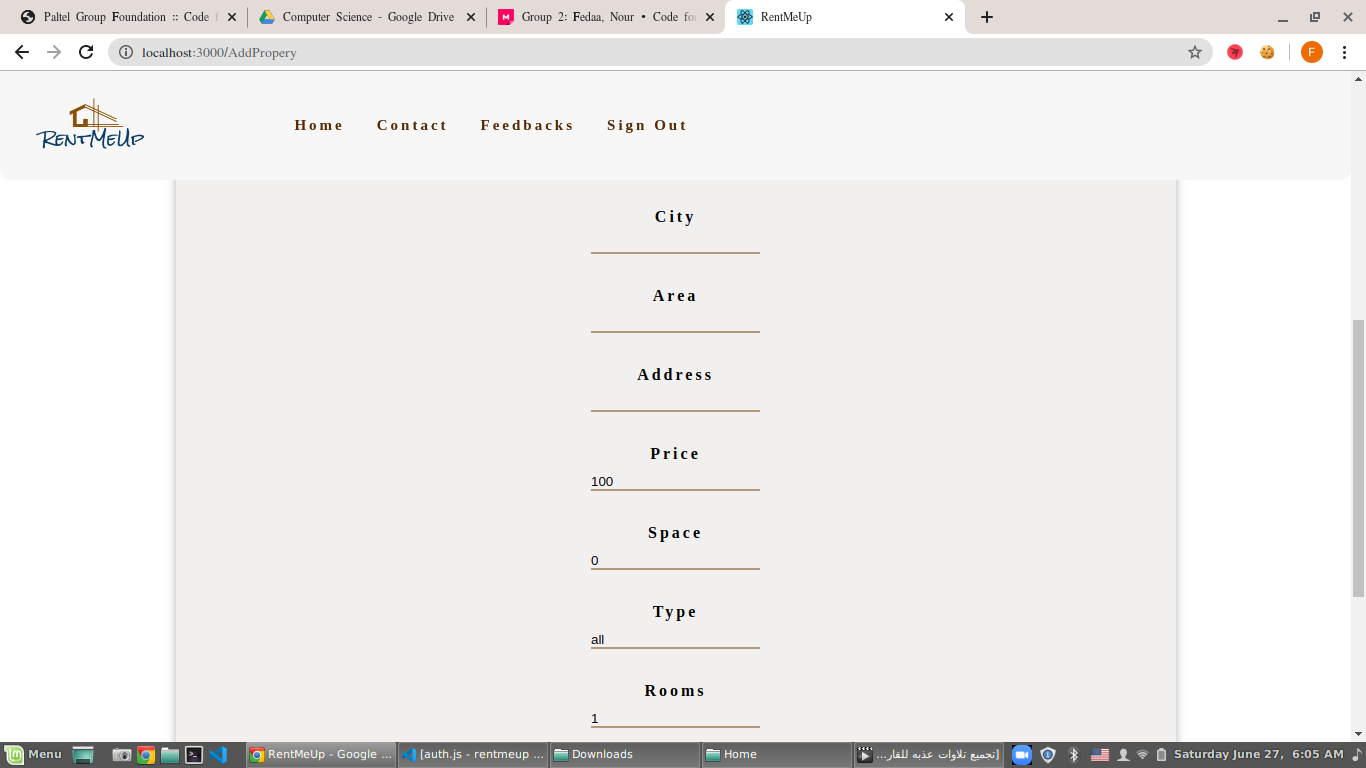 Paltel Group Foundation :: Code f
Computer Science - Google Drive
Group 2: Fedaa, Nour • Code fo
RentMeUp
localhost:3000/AddPropery
F
RentMeUp
Home
Contact
Feedbacks
Sign Out
City
Area
Address
Price
100
Space
0
Type
all
Rooms
1
Menu
RentMeUp - Google ...
[auth.js - rentmeup ...
Downloads
Home
[تجميع تلاوات عذبه للقار...
Saturday June 27, 6:05 AM